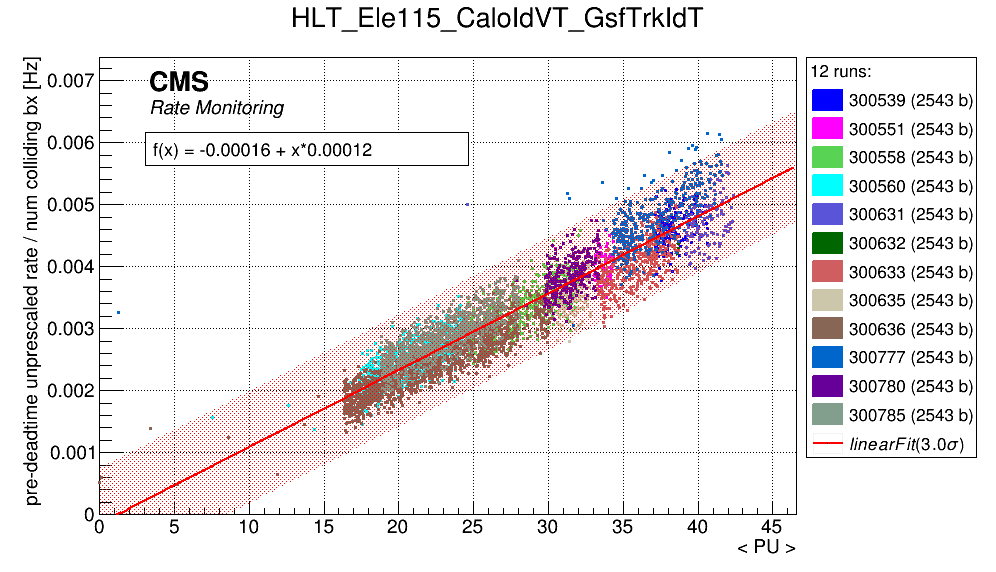 HLT_Ele115_CaloIdVT_GsfTrkIdT
pre-deadtime unprescaled rate / num colliding bx [Hz]
CMS
Rate Monitoring
f(x) = -0.00016 + x*0.00012
0.007
0.006
0.005
0.004
0.003
0.002
0.001
0
0 5 10 15 20 25 30 35 40 45
< PU >
12 runs:
300539 (2543 b)
300551 (2543 b)
300558 (2543 b)
300560 (2543 b)
300631 (2543 b)
300632 (2543 b)
300633 (2543 b)
300635 (2543 b)
300636 (2543 b)
300777 (2543 b)
300780 (2543 b)
300785 (2543 b)
linearFit(3.0σ)